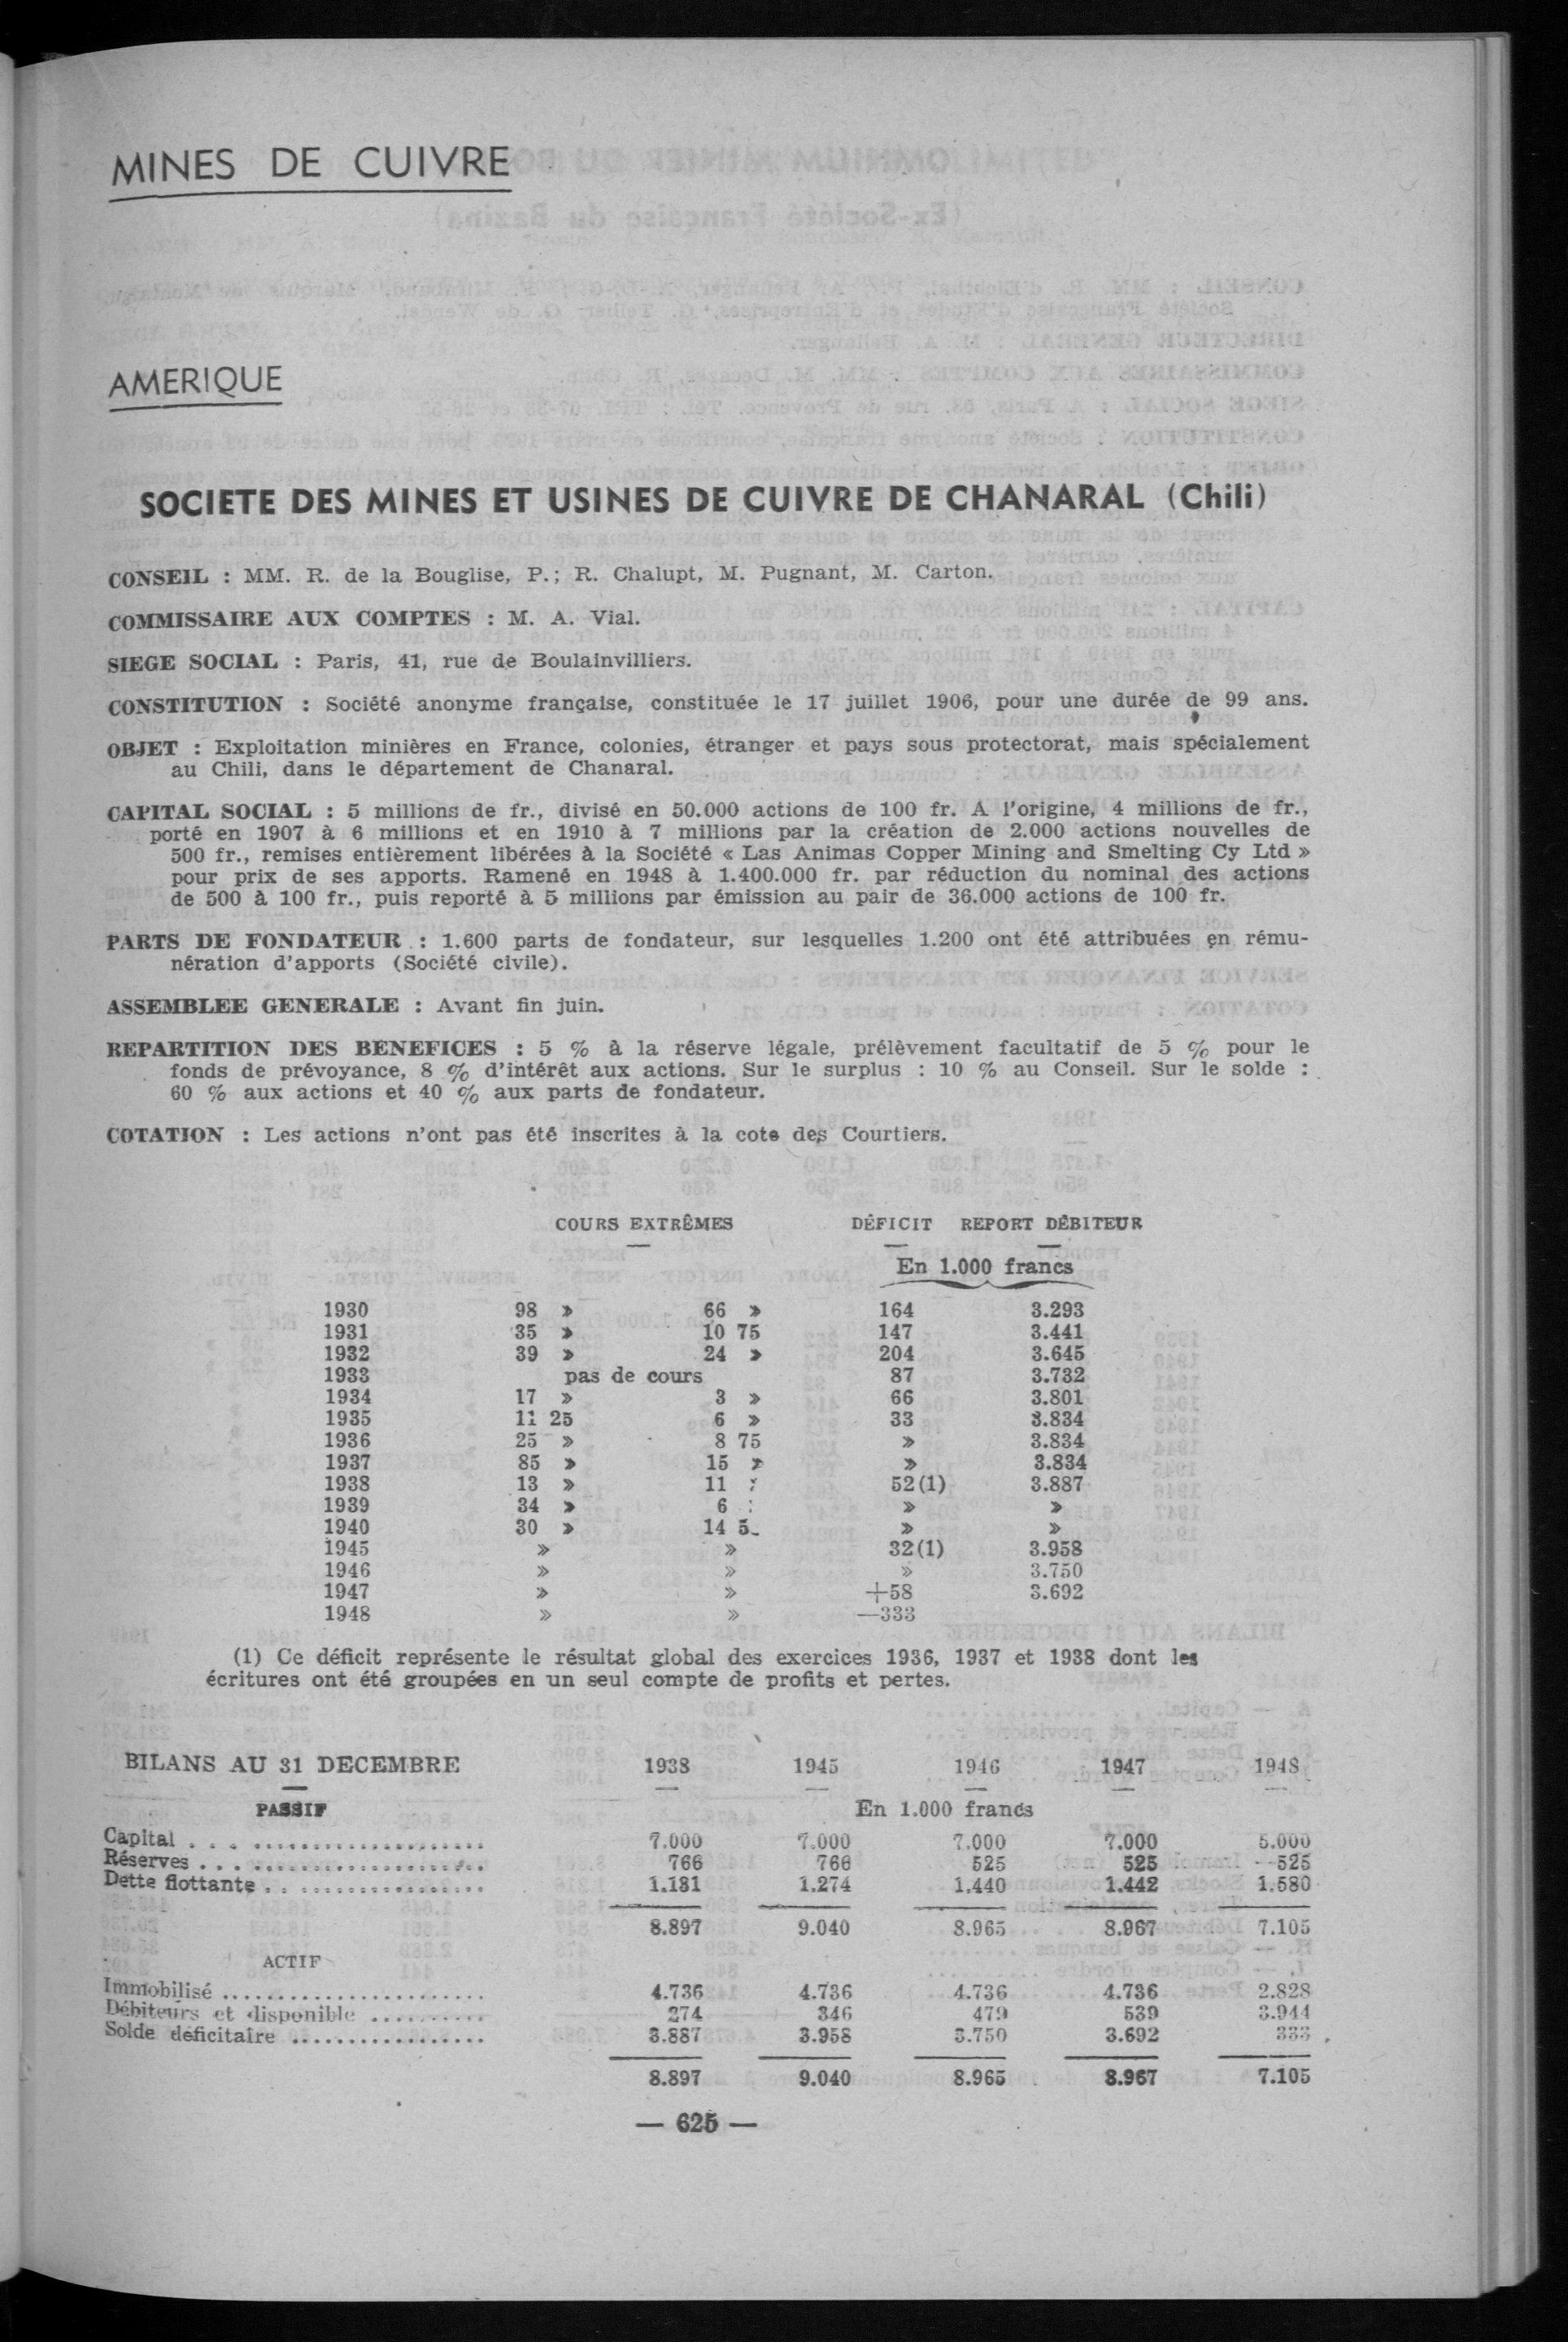 MINES DE CUIVRE
AMERIQUE
SOCIETE DES MINES ET USINES DE CUIVRE DE CHANARAL (Chili)
CONSEIL : MM. R. de la Bouglise, P.; R. Chalupt, M. Pugnant, M. Carton.
COMMISSAIRE AUX COMPTES : M. A. Vial.
SIEGE SOCIAL : Paris, 41, rue de Boulainvilliers.
CONSTITUTION : Société anonyme française, constituée le 17 juillet 1906, pour une durée de 99 ans.
OBJET : Exploitation minières en France, colonies, étranger et pays sous protectorat, mais spécialement
au Chili, dans le département de Chanaral.
CAPITAL SOCIAL : 5 millions de fr., divisé en 50.000 actions de 100 fr. A l'origine, 4 millions de fr.,
porté en 1907 à 6 millions et en 1910 à 7 millions par la création de 2.000 actions nouvelles de
500 fr., remises entièrement libérées à la Société « Las Animas Copper Mining and Smelting Cy Ltd »
pour prix de ses apports. Ramené en 1948 à 1.400.000 fr. par réduction du nominal des actions
de 500 à 100 fr., puis reporté à 5 millions par émission au pair de 36.000 actions de 100 fr.
PARTS DE FONDATEUR : 1.600 parts de fondateur, sur lesquelles 1.200 ont été attribuées en rému-
nération d'apports (Société civile).
ASSEMBLEE GENERALE : Avant fin juin.
REPARTITION DES BENEFICES : 5 % à la réserve légale, prélèvement facultatif de 5 % pour le
fonds de prévoyance, 8 % d'intérêt aux actions. Sur le surplus : 10 % au Conseil. Sur le solde :
60 % aux actions et 40 % aux parts de fondateur.
COTATION : Les actions n'ont pas été inscrites à la cote des Courtiers.
COURS EXTRÊMES DÉFICIT REPORT DÉBITEUR
En 1.000 francs
1930 98 » 66 » 164 3.293
1931 35 » 10 75 147 3.441
1932 39 » 24 » 204 3.645
1933 pas de cours 87 3.732
1934 17 » 3 » 66 3.801
1935 11 25 6 » 33 3.834
1936 25 » 8 75 » 3.834
1937 85 » 15 » » 3.834
1938 13 » 11 52(1) 3.887
1939 34 » 6 » »
1940 30 » 14 » »
1945 » » 32(1) 3.958
1946 » » » 3.750
1947 » » +58 3.692
1948 » » —333
(1) Ce déficit représente le résultat global des exercices 1936, 1937 et 1938 dont les
écritures ont été groupées en un seul compte de profits et pertes.
BILANS AU 31 DECEMBRE 1938 1945 1946 1947 1948
PASSIF En 1.000 francs
Capital 7.000 7.000 7.000 7.000 5.000
Réserves 766 766 525 525 525
Dette flottante 1.131 1.274 1.440 1.442 1.580
8.897 9.040 8.965 8.967 7.105
ACTIF
Immobilisé 4.736 4.736 4.736 4.736 2.828
Débiteurs et disponible 274 346 479 539 3.944
Solde déficitaire 3.887 3.958 3.750 3.692 333
8.897 9.040 8.965 8.967 7.105
— 625 —